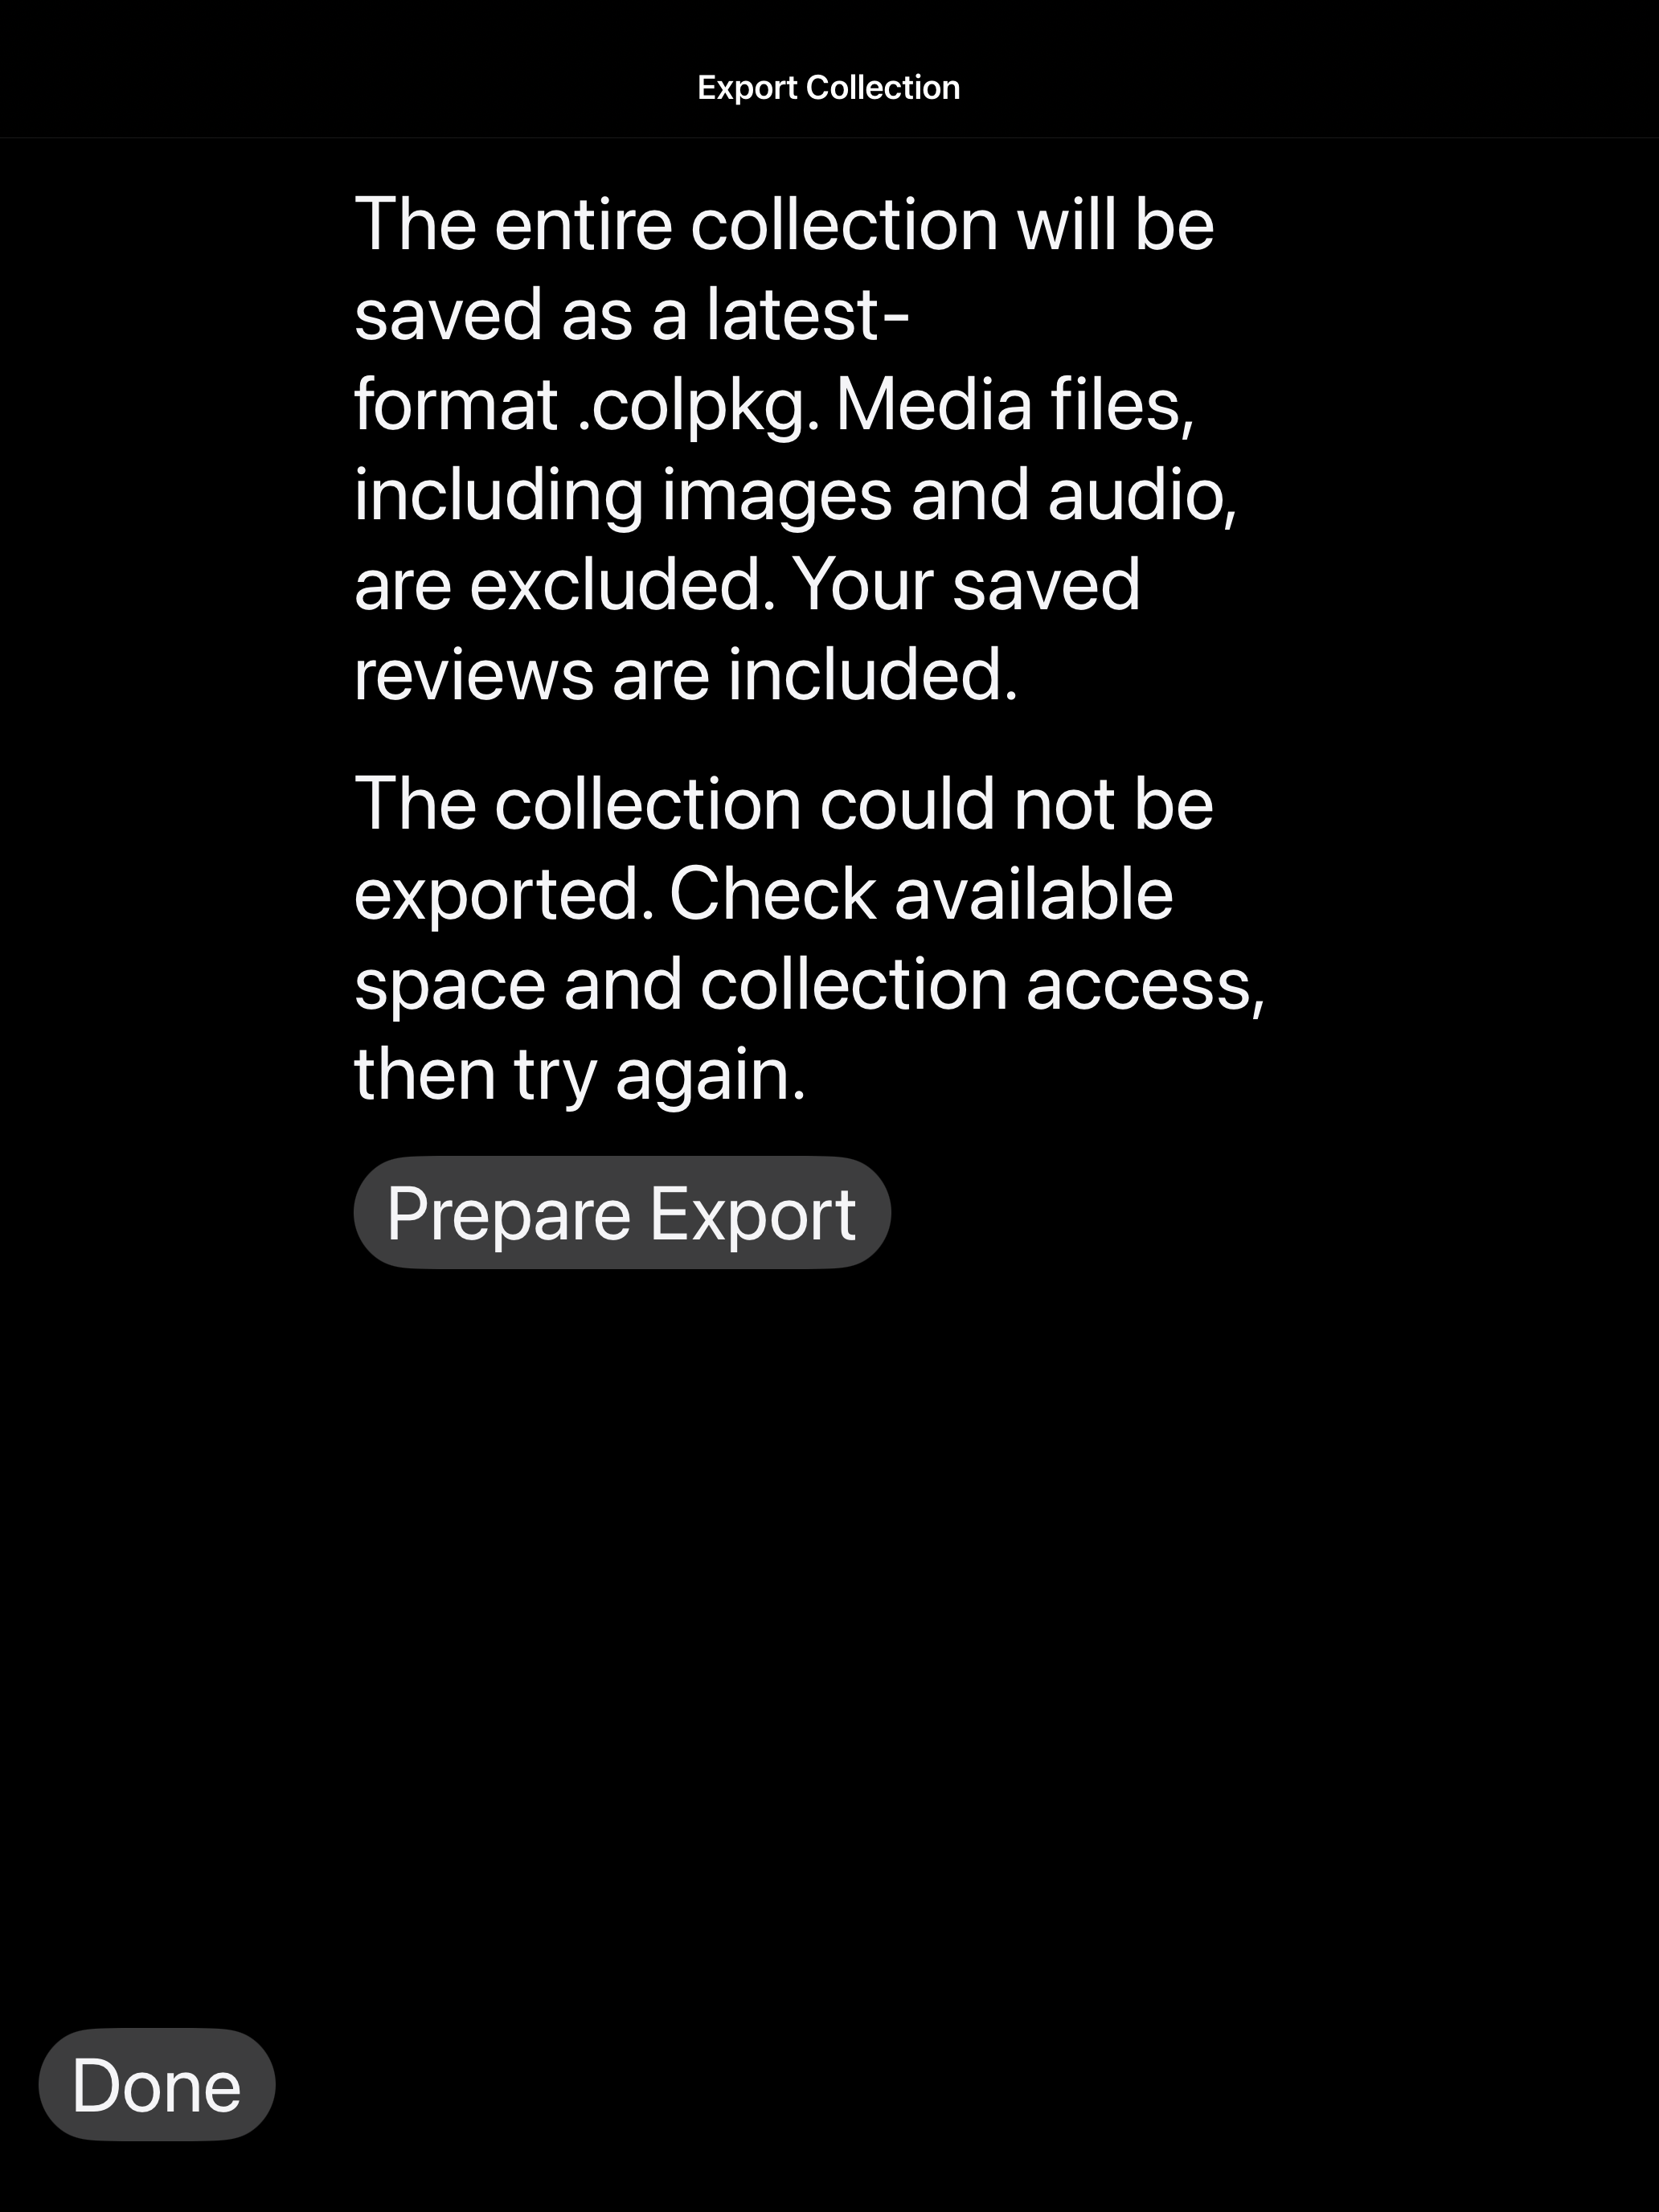 Export Collection
The entire collection will be
saved as a latest-
format .colpkg. Media files,
including images and audio,
are excluded. Your saved
reviews are included.
The collection could not be
exported. Check available
space and collection access,
then try again.
Prepare Export
Done